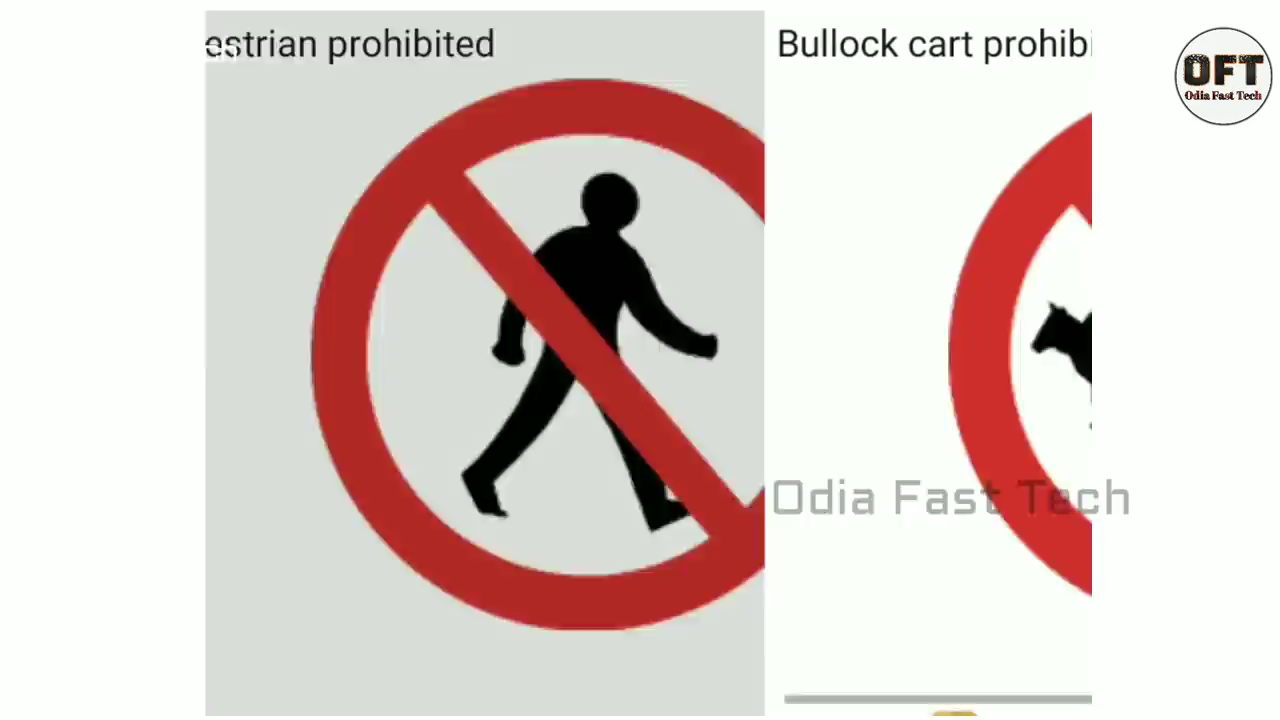 estrian prohibited
Bullock cart prohibi
OFT
Odia Fast Tech
Odia Fast Tech